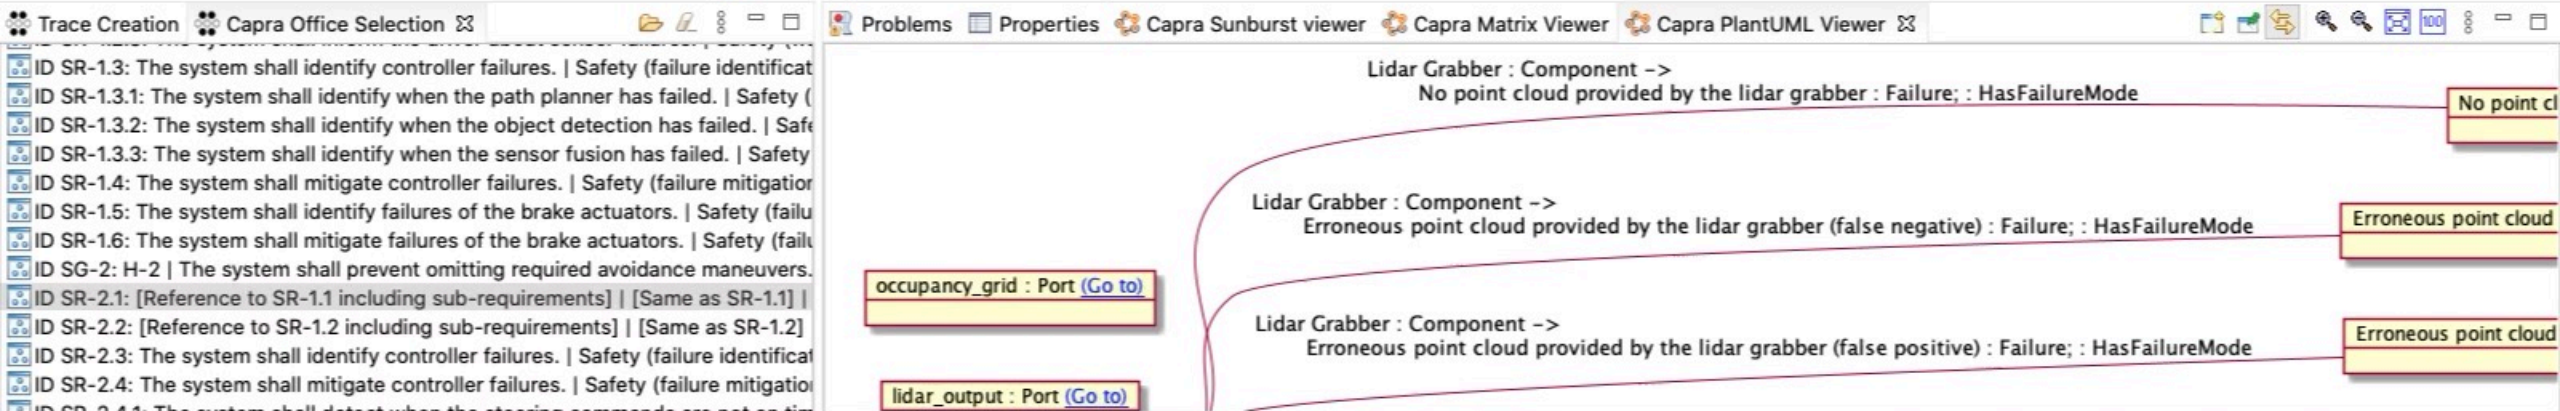 Trace Creation
Capra Office Selection
ID SR-1.3: The system shall identify controller failures. | Safety (failure identificat
ID SR-1.3.1: The system shall identify when the path planner has failed. | Safety (
ID SR-1.3.2: The system shall identify when the object detection has failed. | Safe
ID SR-1.3.3: The system shall identify when the sensor fusion has failed. | Safety
ID SR-1.4: The system shall mitigate controller failures. | Safety (failure mitigation
ID SR-1.5: The system shall identify failures of the brake actuators. | Safety (failu
ID SR-1.6: The system shall mitigate failures of the brake actuators. | Safety (failu
ID SG-2: H-2 | The system shall prevent omitting required avoidance maneuvers.
ID SR-2.1: [Reference to SR-1.1 including sub-requirements] | [Same as SR-1.1] |
ID SR-2.2: [Reference to SR-1.2 including sub-requirements] | [Same as SR-1.2]
ID SR-2.3: The system shall identify controller failures. | Safety (failure identificat
ID SR-2.4: The system shall mitigate controller failures. | Safety (failure mitigation
Problems
Properties
Capra Sunburst viewer
Capra Matrix Viewer
Capra PlantUML Viewer
100
Lidar Grabber : Component ->
No point cloud provided by the lidar grabber : Failure; : HasFailureMode
No point cl
Lidar Grabber : Component ->
Erroneous point cloud provided by the lidar grabber (false negative) : Failure; : HasFailureMode
Erroneous point cloud
occupancy_grid : Port (Go to)
Lidar Grabber : Component ->
Erroneous point cloud provided by the lidar grabber (false positive) : Failure; : HasFailureMode
Erroneous point cloud
lidar_output : Port (Go to)